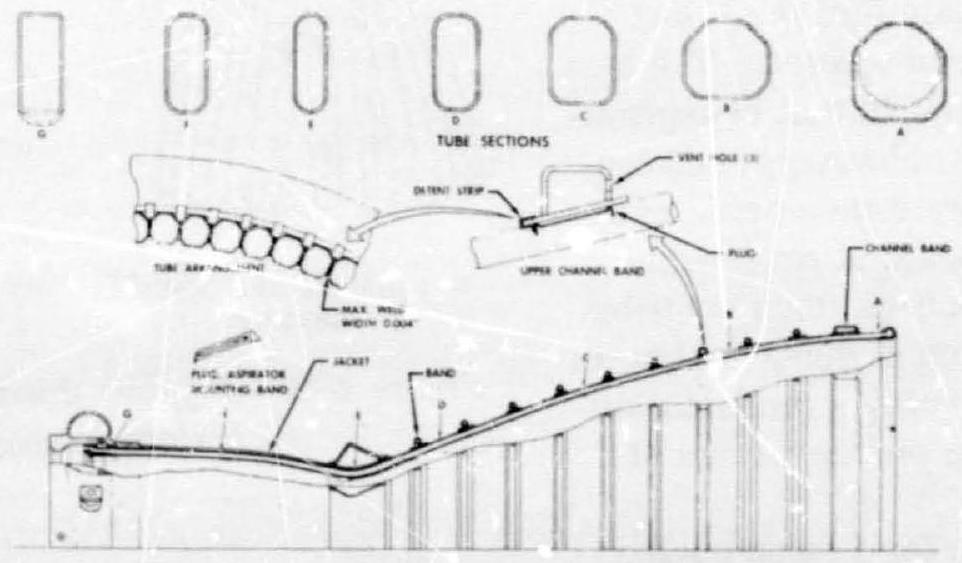 G
F
E
D
C
B
A
TUBE SECTIONS
VENT HOLE (3)
DETENT STRIP
PLUG
UPPER CHANNEL BAND
TUBE ARRANGEMENT
MAX. WELD
WIDTH 0.004"
CHANNEL BAND
A
B
PLUG, ASPIRATOR
MOUNTING BAND
JACKET
BAND
C
G
F
E
D